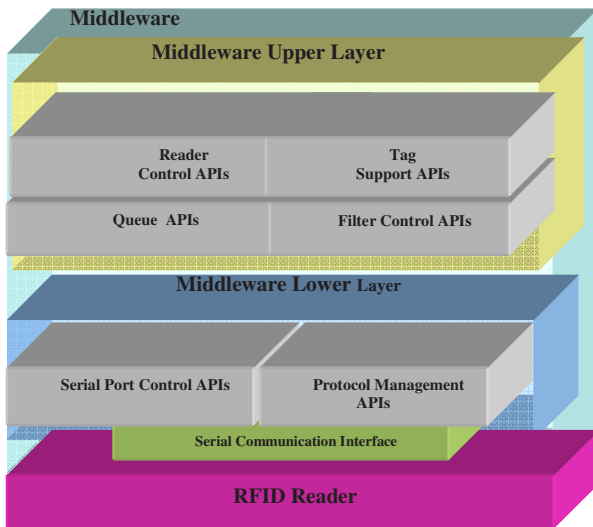 Middleware
Middleware Upper Layer
Reader
Control APIs
Tag
Support APIs
Queue APIs
Filter Control APIs
Middleware Lower Layer
Serial Port Control APIs
Protocol Management
APIs
Serial Communication Interface
RFID Reader